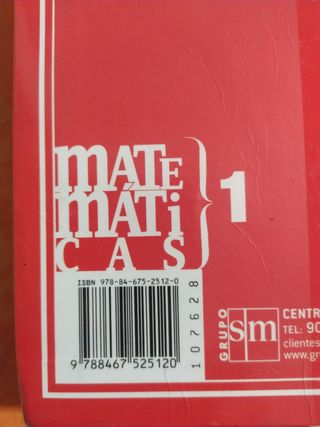 MATE
MÁTi
CAS
1
ISBN 978-84-675-2512-0
9 788467 525120
107628
GRUPO
sm
CENTR
TEL: 90
clientes
www.gr